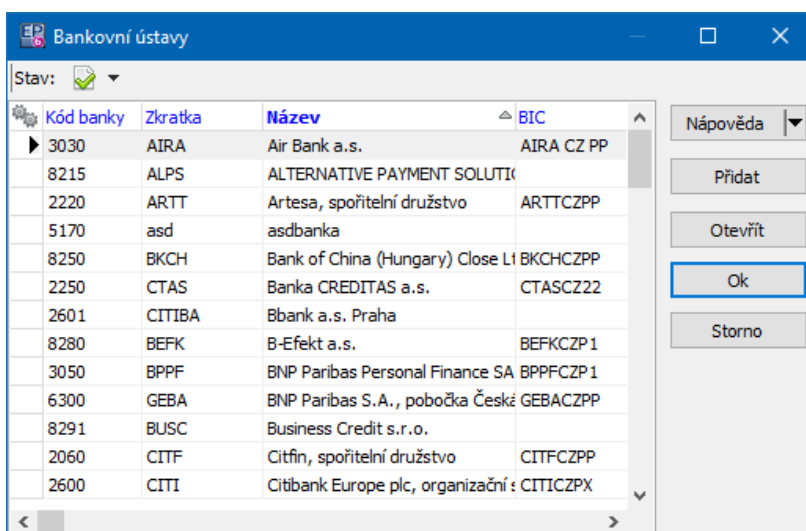 Bankovní ústavy
Stav:
Kód banky Zkratka Název BIC
3030 AIRA Air Bank a.s. AIRA CZ PP
8215 ALPS ALTERNATIVE PAYMENT SOLUTI
2220 ARTT Artesa, spořitelní družstvo ARTTCZPP
5170 asd asdbanka
8250 BKCH Bank of China (Hungary) Close Lt BKCHCZPP
2250 CTAS Banka CREDITAS a.s. CTASCZ22
2601 CITIBA Bbank a.s. Praha
8280 BEFK B-Efekt a.s. BEFKCZP1
3050 BPPF BNP Paribas Personal Finance SA BPPFCZP1
6300 GEBA BNP Paribas S.A., pobočka Česká GEBACZPP
8291 BUSC Business Credit s.r.o.
2060 CITF Citfin, spořitelní družstvo CITFCZPP
2600 CITI Citibank Europe plc, organizační s CITICZPX
Nápověda
Přidat
Otevřít
Ok
Storno